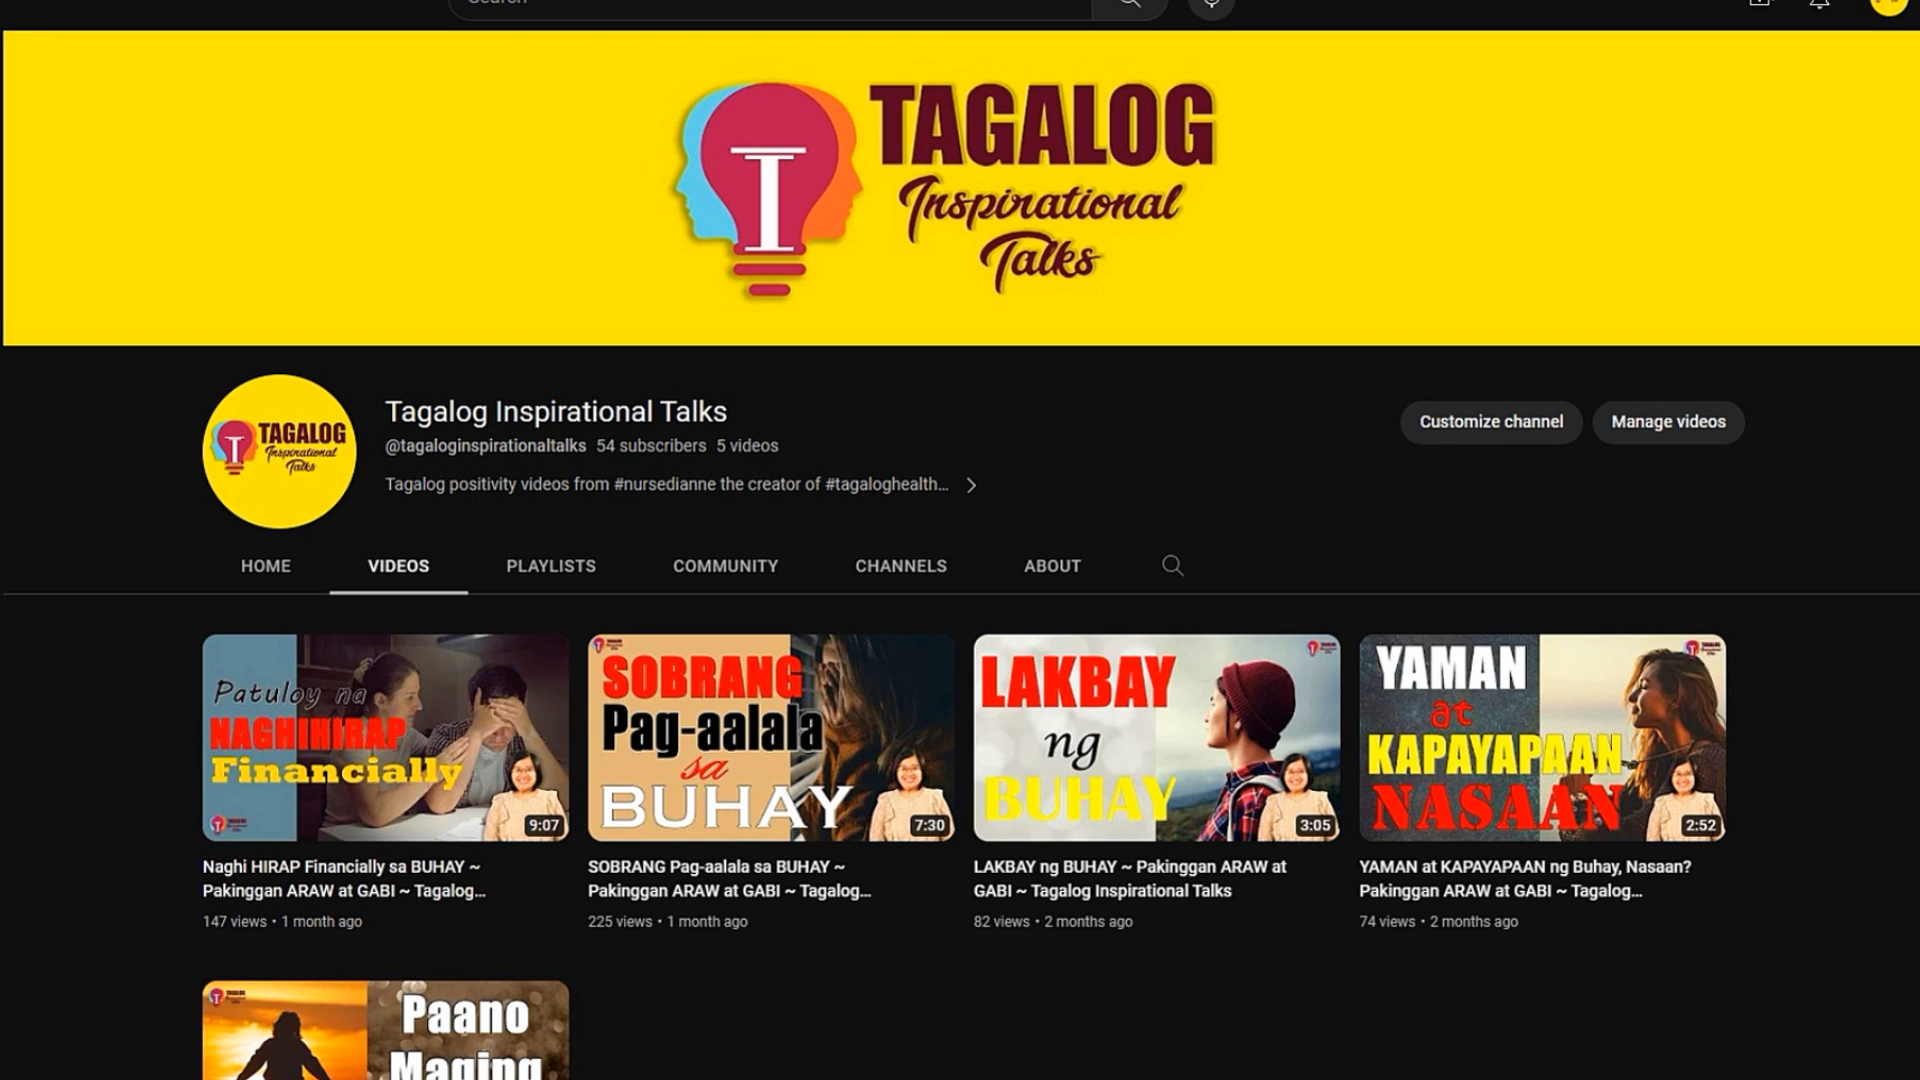 Search
I
TAGALOG
Inspirational
Talks
I
TAGALOG
Inspirational
Talks
Tagalog Inspirational Talks
@tagaloginspirationaltalks 54 subscribers 5 videos
Tagalog positivity videos from #nursedianne the creator of #tagaloghealth...
Customize channel
Manage videos
HOME
VIDEOS
PLAYLISTS
COMMUNITY
CHANNELS
ABOUT
Patuloy na
NAGHIHIRAP
Financially
9:07
Naghi HIRAP Financially sa BUHAY ~
Pakinggan ARAW at GABI ~ Tagalog...
147 views • 1 month ago
SOBRANG
Pag-aalala
sa
BUHAY
7:30
SOBRANG Pag-aalala sa BUHAY ~
Pakinggan ARAW at GABI ~ Tagalog...
225 views • 1 month ago
LAKBAY
ng
BUHAY
3:05
LAKBAY ng BUHAY ~ Pakinggan ARAW at
GABI ~ Tagalog Inspirational Talks
82 views • 2 months ago
YAMAN
at
KAPAYAPAAN
NASAAN
2:52
YAMAN at KAPAYAPAAN ng Buhay, Nasaan?
Pakinggan ARAW at GABI ~ Tagalog...
74 views • 2 months ago
Paano
Maging